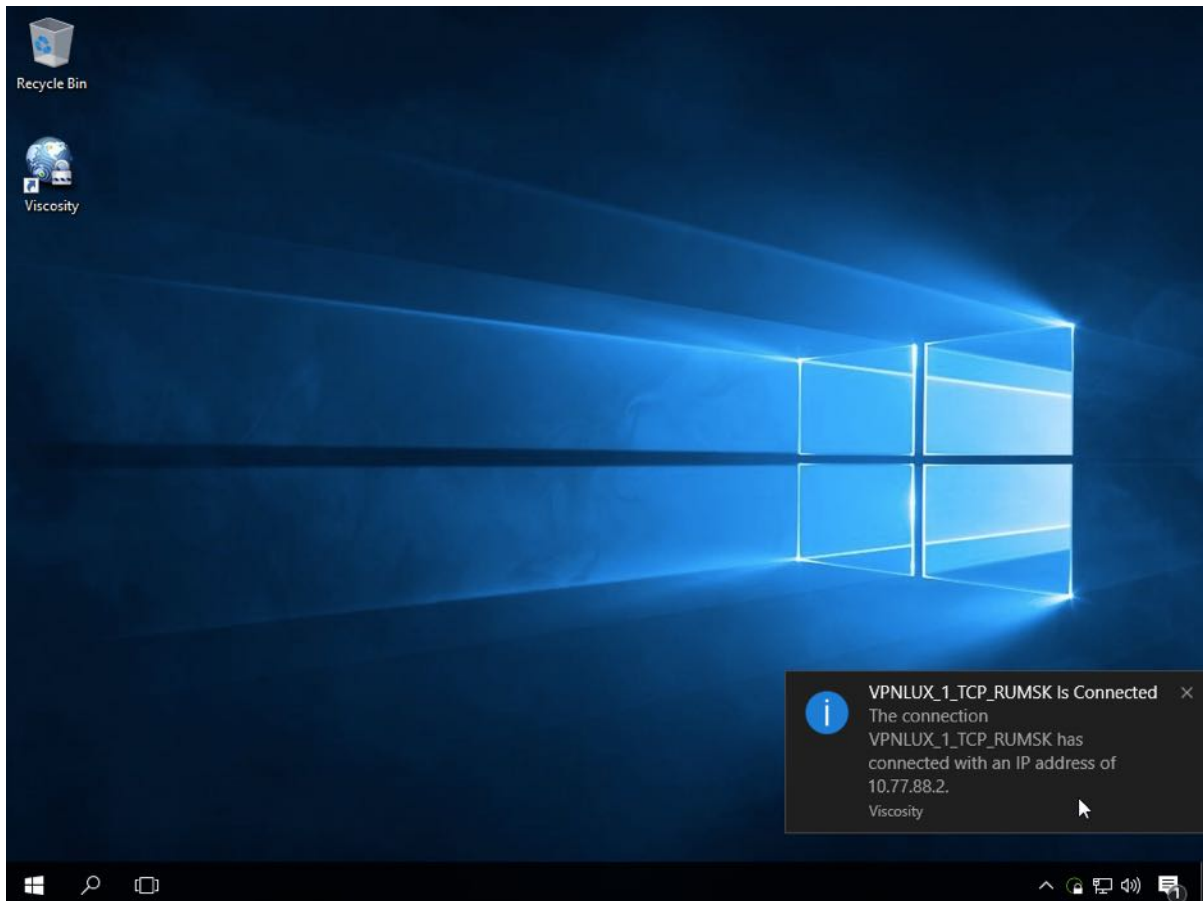 Recycle Bin
Viscosity
VPNLUX_1_TCP_RUMSK Is Connected
The connection
VPNLUX_1_TCP_RUMSK has
connected with an IP address of
10.77.88.2.
Viscosity
1